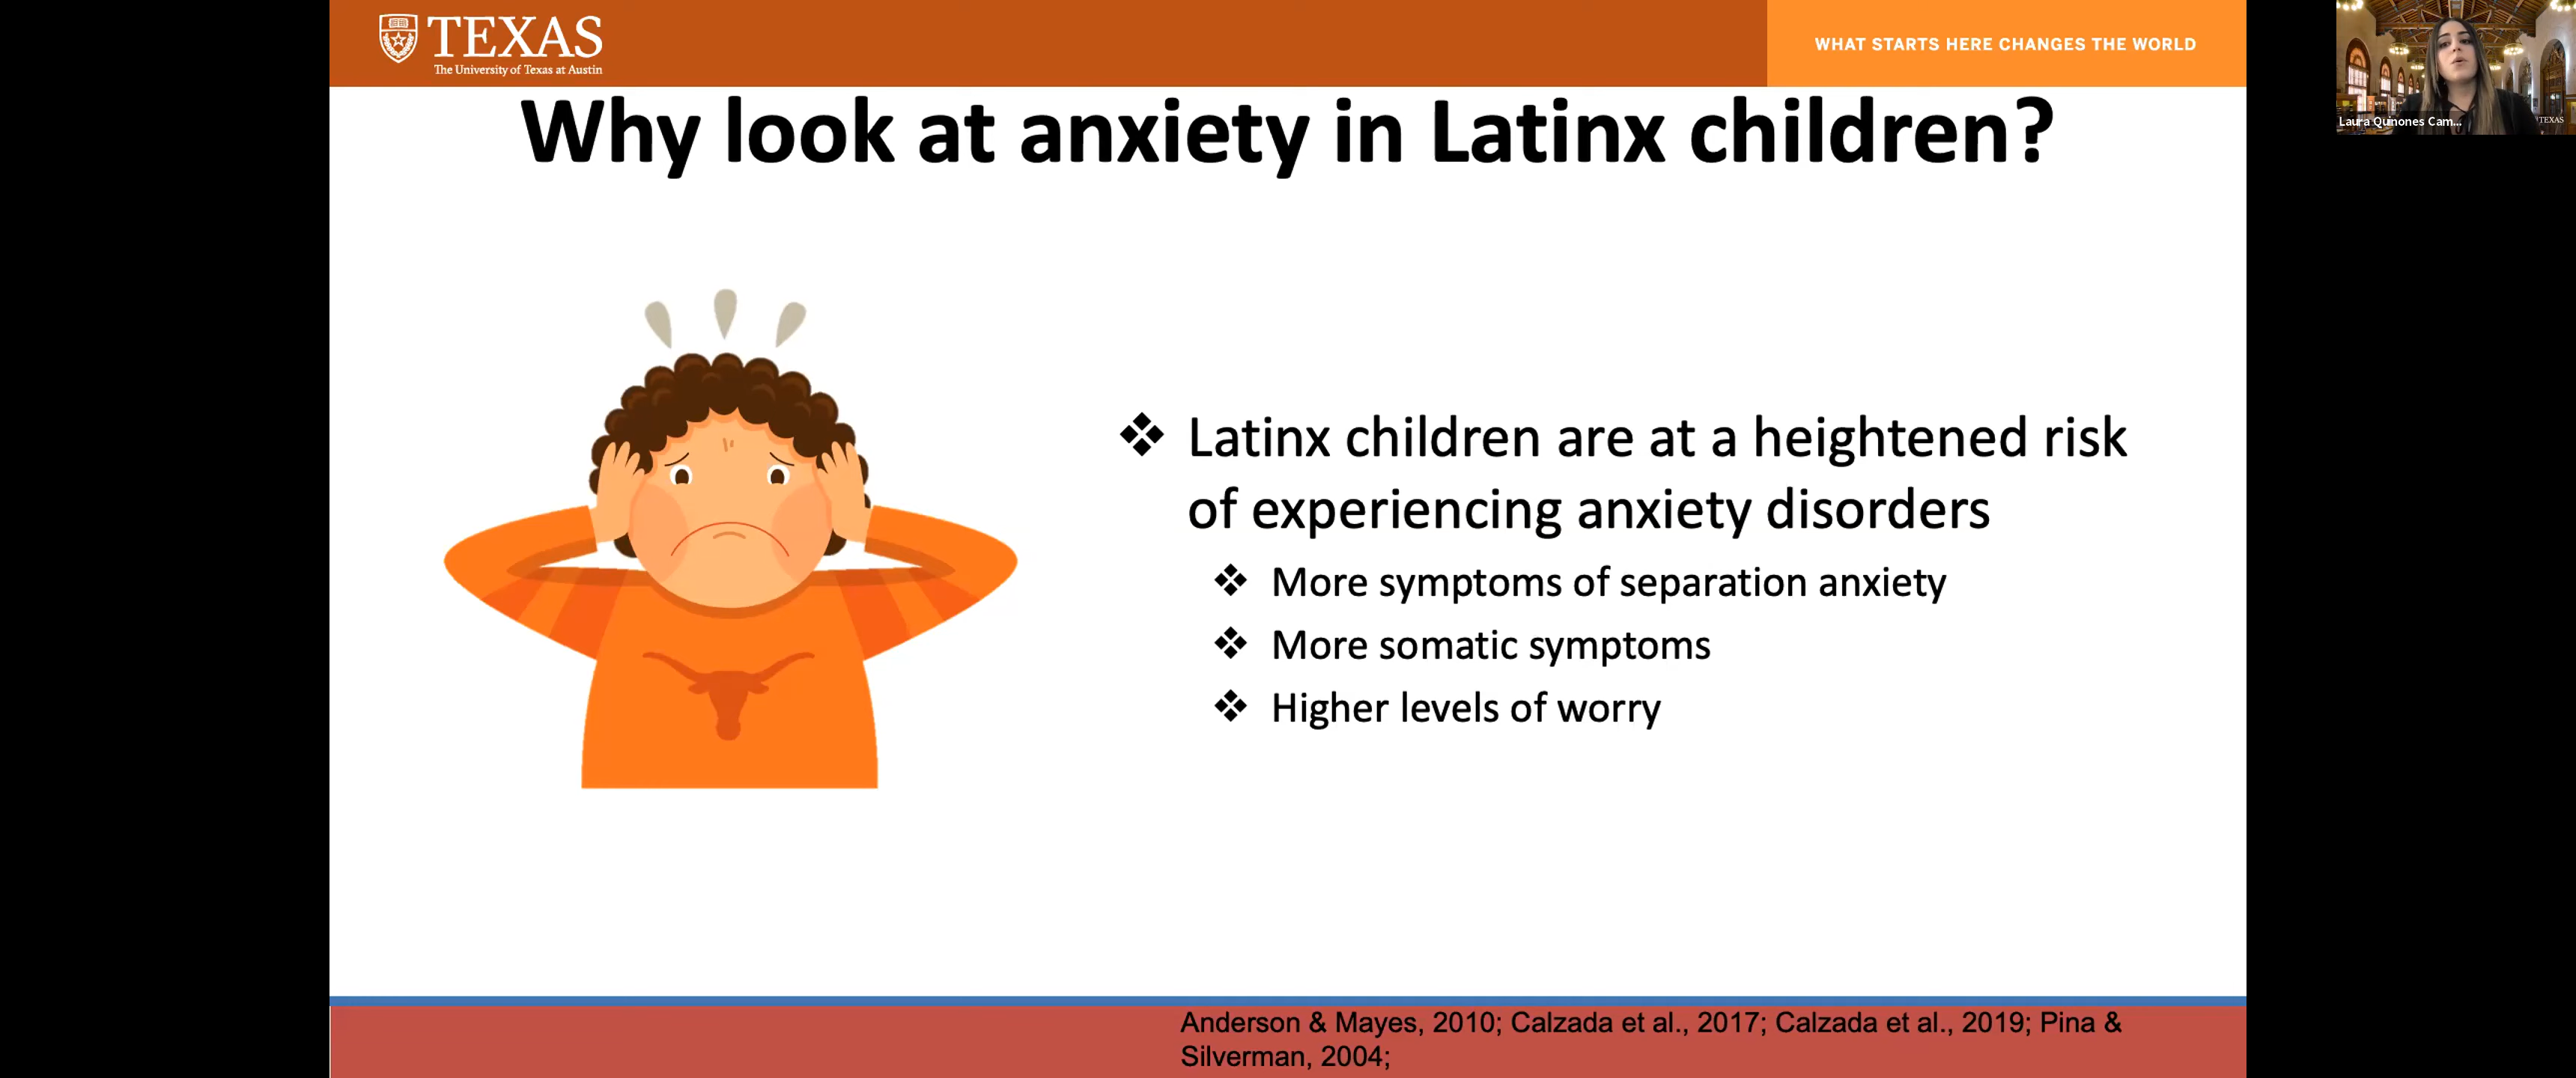 TEXAS
The University of Texas at Austin
WHAT STARTS HERE CHANGES THE WORLD
Laura Quinones Cam...
TEXAS
Why look at anxiety in Latinx children?
❖ Latinx children are at a heightened risk
of experiencing anxiety disorders
❖ More symptoms of separation anxiety
❖ More somatic symptoms
❖ Higher levels of worry
Anderson & Mayes, 2010; Calzada et al., 2017; Calzada et al., 2019; Pina &
Silverman, 2004;